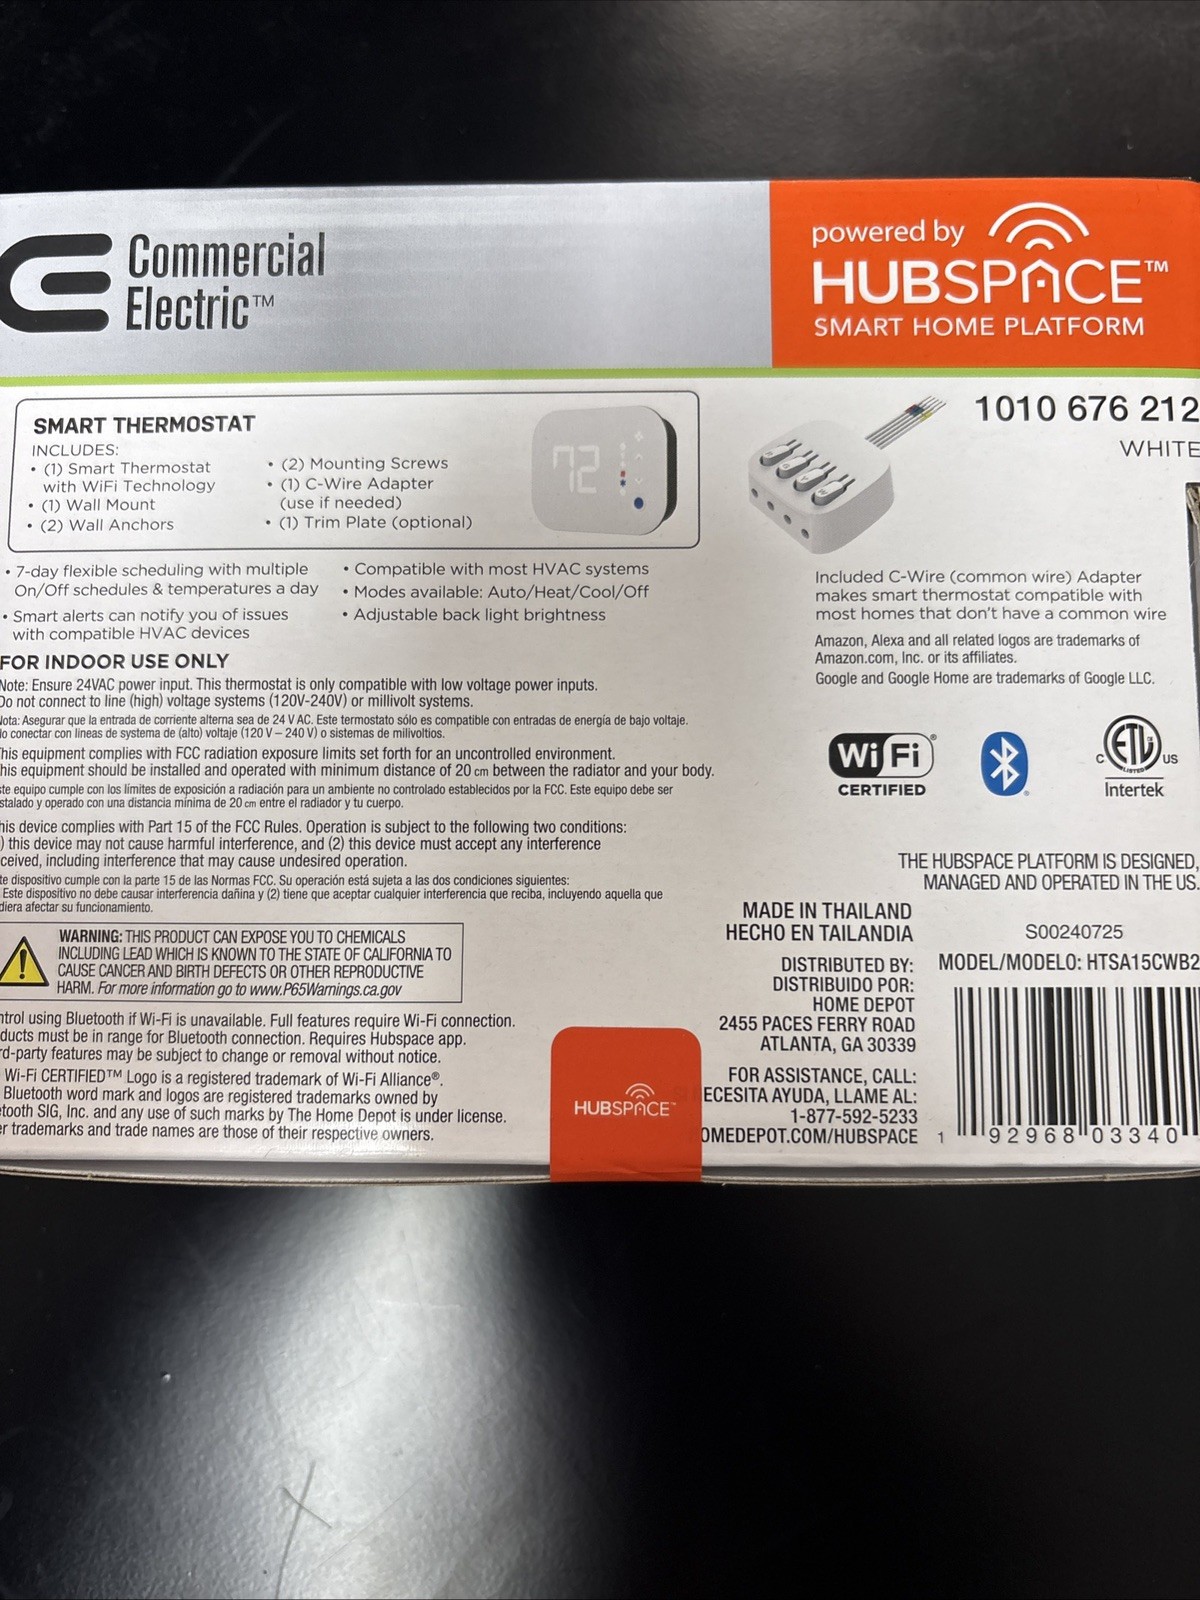 Commercial
Electric™
powered by
HUBSPACE™
SMART HOME PLATFORM
SMART THERMOSTAT
INCLUDES:
• (1) Smart Thermostat
with WiFi Technology
• (1) Wall Mount
• (2) Wall Anchors
• (2) Mounting Screws
• (1) C-Wire Adapter
(use if needed)
• (1) Trim Plate (optional)
72
1010 676 212
WHITE
• 7-day flexible scheduling with multiple
On/Off schedules & temperatures a day
• Smart alerts can notify you of issues
with compatible HVAC devices
• Compatible with most HVAC systems
• Modes available: Auto/Heat/Cool/Off
• Adjustable back light brightness
Included C-Wire (common wire) Adapter
makes smart thermostat compatible with
most homes that don't have a common wire
Amazon, Alexa and all related logos are trademarks of
Amazon.com, Inc. or its affiliates.
Google and Google Home are trademarks of Google LLC.
FOR INDOOR USE ONLY
Note: Ensure 24VAC power input. This thermostat is only compatible with low voltage power inputs.
Do not connect to line (high) voltage systems (120V-240V) or millivolt systems.
Nota: Asegurar que la entrada de corriente alterna sea de 24 V AC. Este termostato sólo es compatible con entradas de energía de bajo voltaje.
No conectar con líneas de systema de (alto) voltaje (120 V – 240 V) o sistemas de milivoltios.
This equipment complies with FCC radiation exposure limits set forth for an uncontrolled environment.
This equipment should be installed and operated with minimum distance of 20 cm between the radiator and your body.
ste equipo cumple con los límites de exposición a radiación para un ambiente no controlado establecidos por la FCC. Este equipo debe ser
stalado y operado con una distancia mínima de 20 cm entre el radiador y tu cuerpo.
his device complies with Part 15 of the FCC Rules. Operation is subject to the following two conditions:
) this device may not cause harmful interference, and (2) this device must accept any interference
ceived, including interference that may cause undesired operation.
te dispositivo cumple con la parte 15 de las Normas FCC. Su operación está sujeta a las dos condiciones siguientes:
Este dispositivo no debe causar interferencia dañina y (2) tiene que aceptar cualquier interferencia que reciba, incluyendo aquella que
diera afectar su funcionamiento.
WARNING: THIS PRODUCT CAN EXPOSE YOU TO CHEMICALS
INCLUDING LEAD WHICH IS KNOWN TO THE STATE OF CALIFORNIA TO
CAUSE CANCER AND BIRTH DEFECTS OR OTHER REPRODUCTIVE
HARM. For more information go to www.P65Warnings.ca.gov
ntrol using Bluetooth if Wi-Fi is unavailable. Full features require Wi-Fi connection.
ducts must be in range for Bluetooth connection. Requires Hubspace app.
rd-party features may be subject to change or removal without notice.
Wi-Fi CERTIFIED™ Logo is a registered trademark of Wi-Fi Alliance®.
Bluetooth word mark and logos are registered trademarks owned by
etooth SIG, Inc. and any use of such marks by The Home Depot is under license.
er trademarks and trade names are those of their respective owners.
HUBSPACE™
Wi Fi®
CERTIFIED
C ETL US
LISTED
Intertek
THE HUBSPACE PLATFORM IS DESIGNED,
MANAGED AND OPERATED IN THE US.
MADE IN THAILAND
HECHO EN TAILANDIA
DISTRIBUTED BY:
DISTRIBUIDO POR:
HOME DEPOT
2455 PACES FERRY ROAD
ATLANTA, GA 30339
FOR ASSISTANCE, CALL:
ECESITA AYUDA, LLAME AL:
1-877-592-5233
OMEDEPOT.COM/HUBSPACE
S00240725
MODEL/MODELO: HTSA15CWB2
1 92968 03340